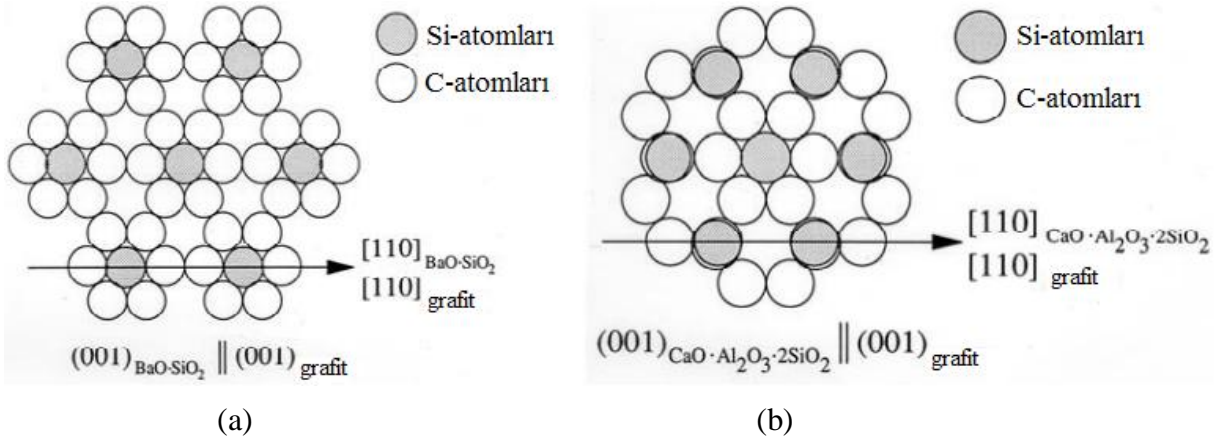 Si-atomları
C-atomları
[110] BaO·SiO₂
[110] grafit
(001) BaO·SiO₂ || (001) grafit
(a)
Si-atomları
C-atomları
[110] CaO·Al₂O₃·2SiO₂
[110] grafit
(001) CaO·Al₂O₃·2SiO₂ || (001) grafit
(b)